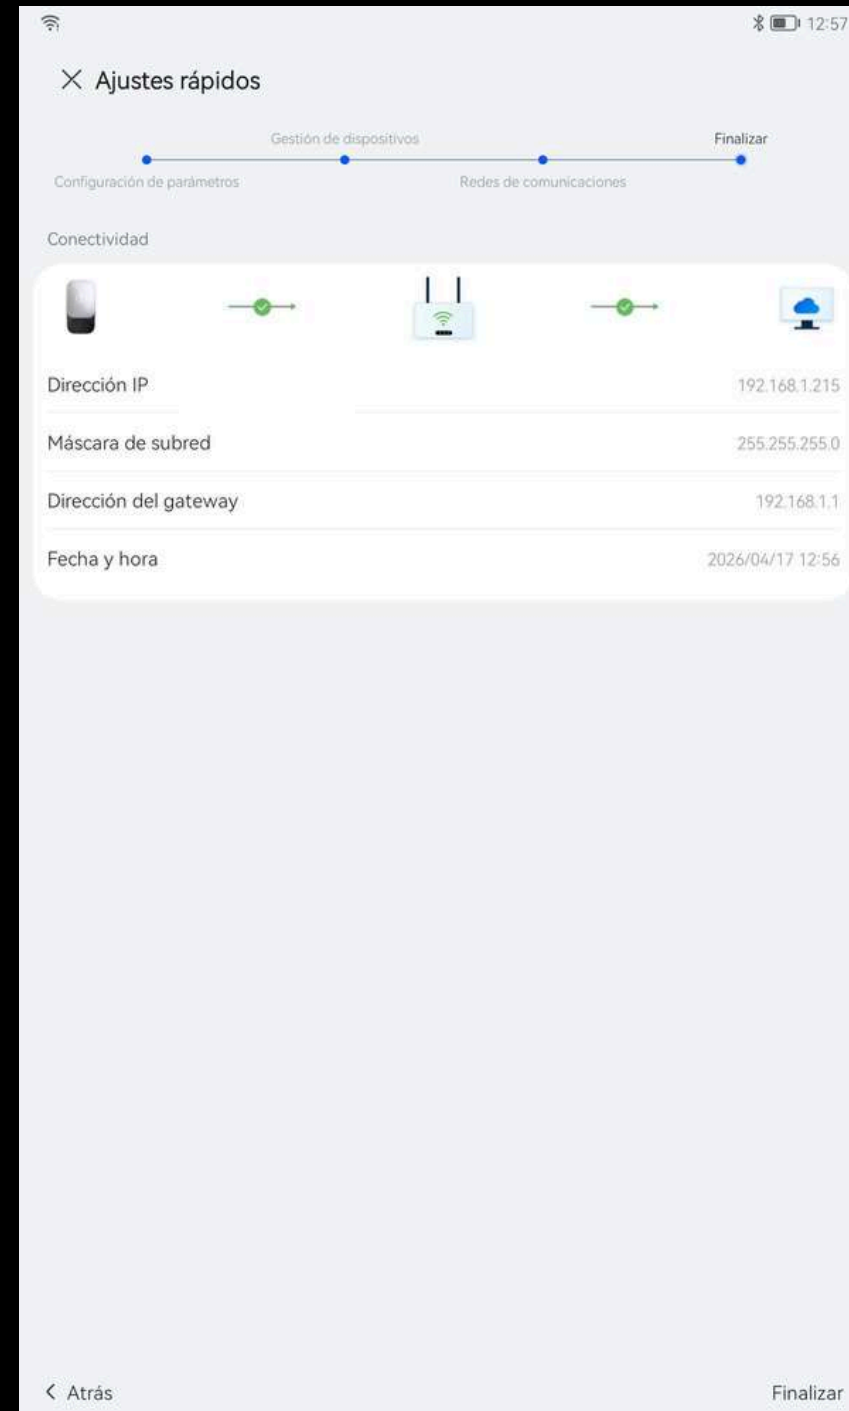 12:57
Ajustes rápidos
Gestión de dispositivos
Finalizar
Configuración de parámetros
Redes de comunicaciones
Conectividad
Dirección IP 192.168.1.215
Máscara de subred 255.255.255.0
Dirección del gateway 192.168.1.1
Fecha y hora 2026/04/17 12:56
Atrás Finalizar